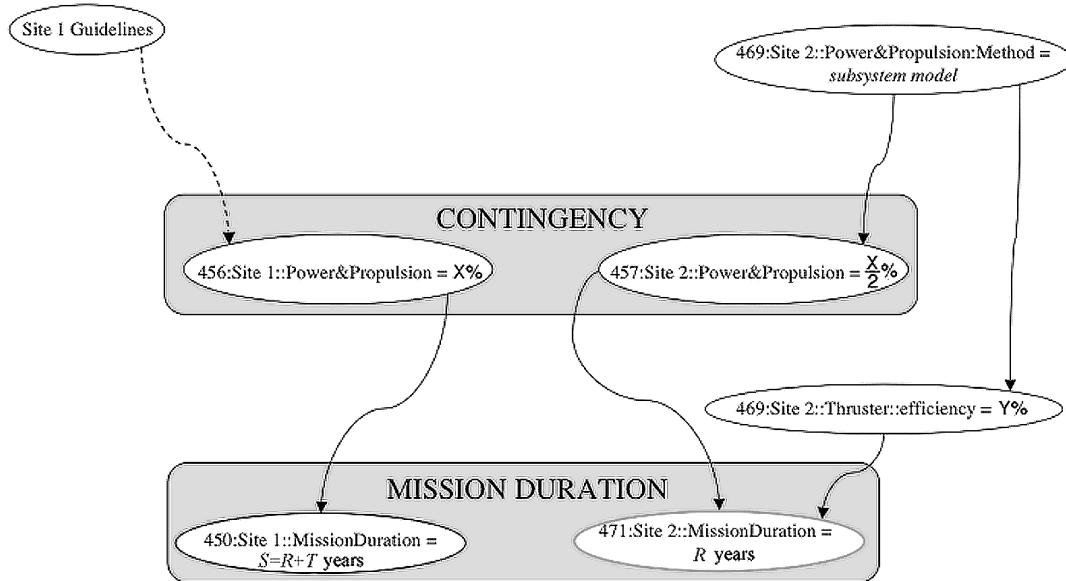 Site 1 Guidelines
469:Site 2::Power&Propulsion:Method =
subsystem model
CONTINGENCY
456:Site 1::Power&Propulsion = X%
457:Site 2::Power&Propulsion = X/2%
469:Site 2::Thruster::efficiency = Y%
MISSION DURATION
450:Site 1::MissionDuration =
S=R+T years
471:Site 2::MissionDuration =
R years